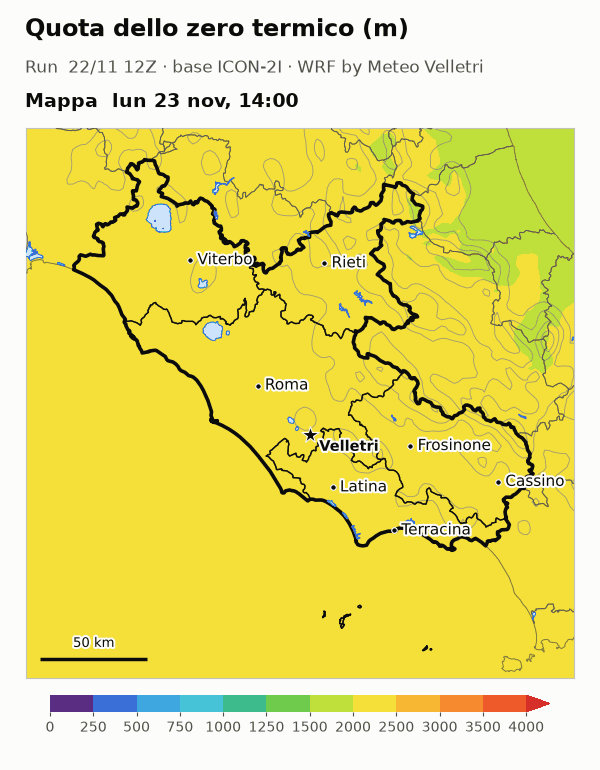 Quota dello zero termico (m)
Run  22/11 12Z · base ICON-2I · WRF by Meteo Velletri
Mappa  lun 23 nov, 14:00
Viterbo
Rieti
Roma
Velletri
Frosinone
Cassino
Latina
Terracina
50 km
0 250 500 750 1000 1250 1500 2000 2500 3000 3500 4000